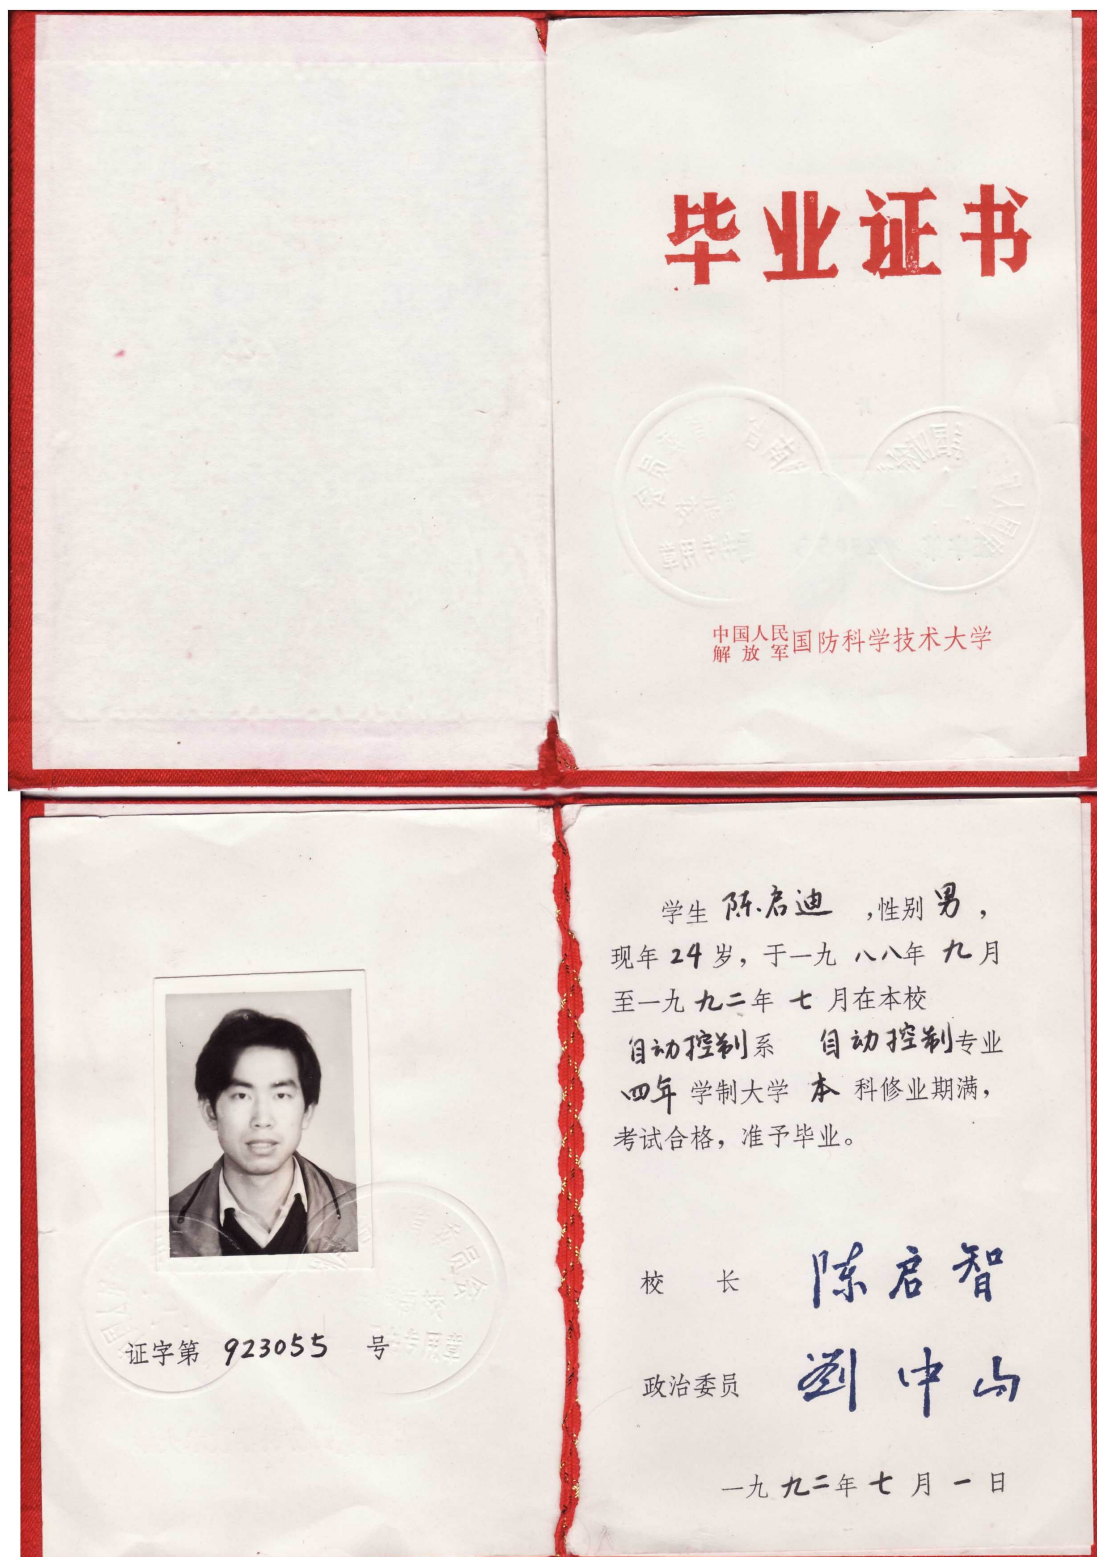 毕业证书
中国人民
解放军
国防科学技术大学
证字第 923055 号
学生 陈启迪 ,性别 男,
现年 24 岁, 于一九 八八年 九 月
至一九 九二 年 七 月在本校
自动控制系 自动控制专业
四年 学制大学 本 科修业期满,
考试合格, 准予毕业。
校 长 陈启智
政治委员 刘中山
一九 九二 年 七 月 一 日